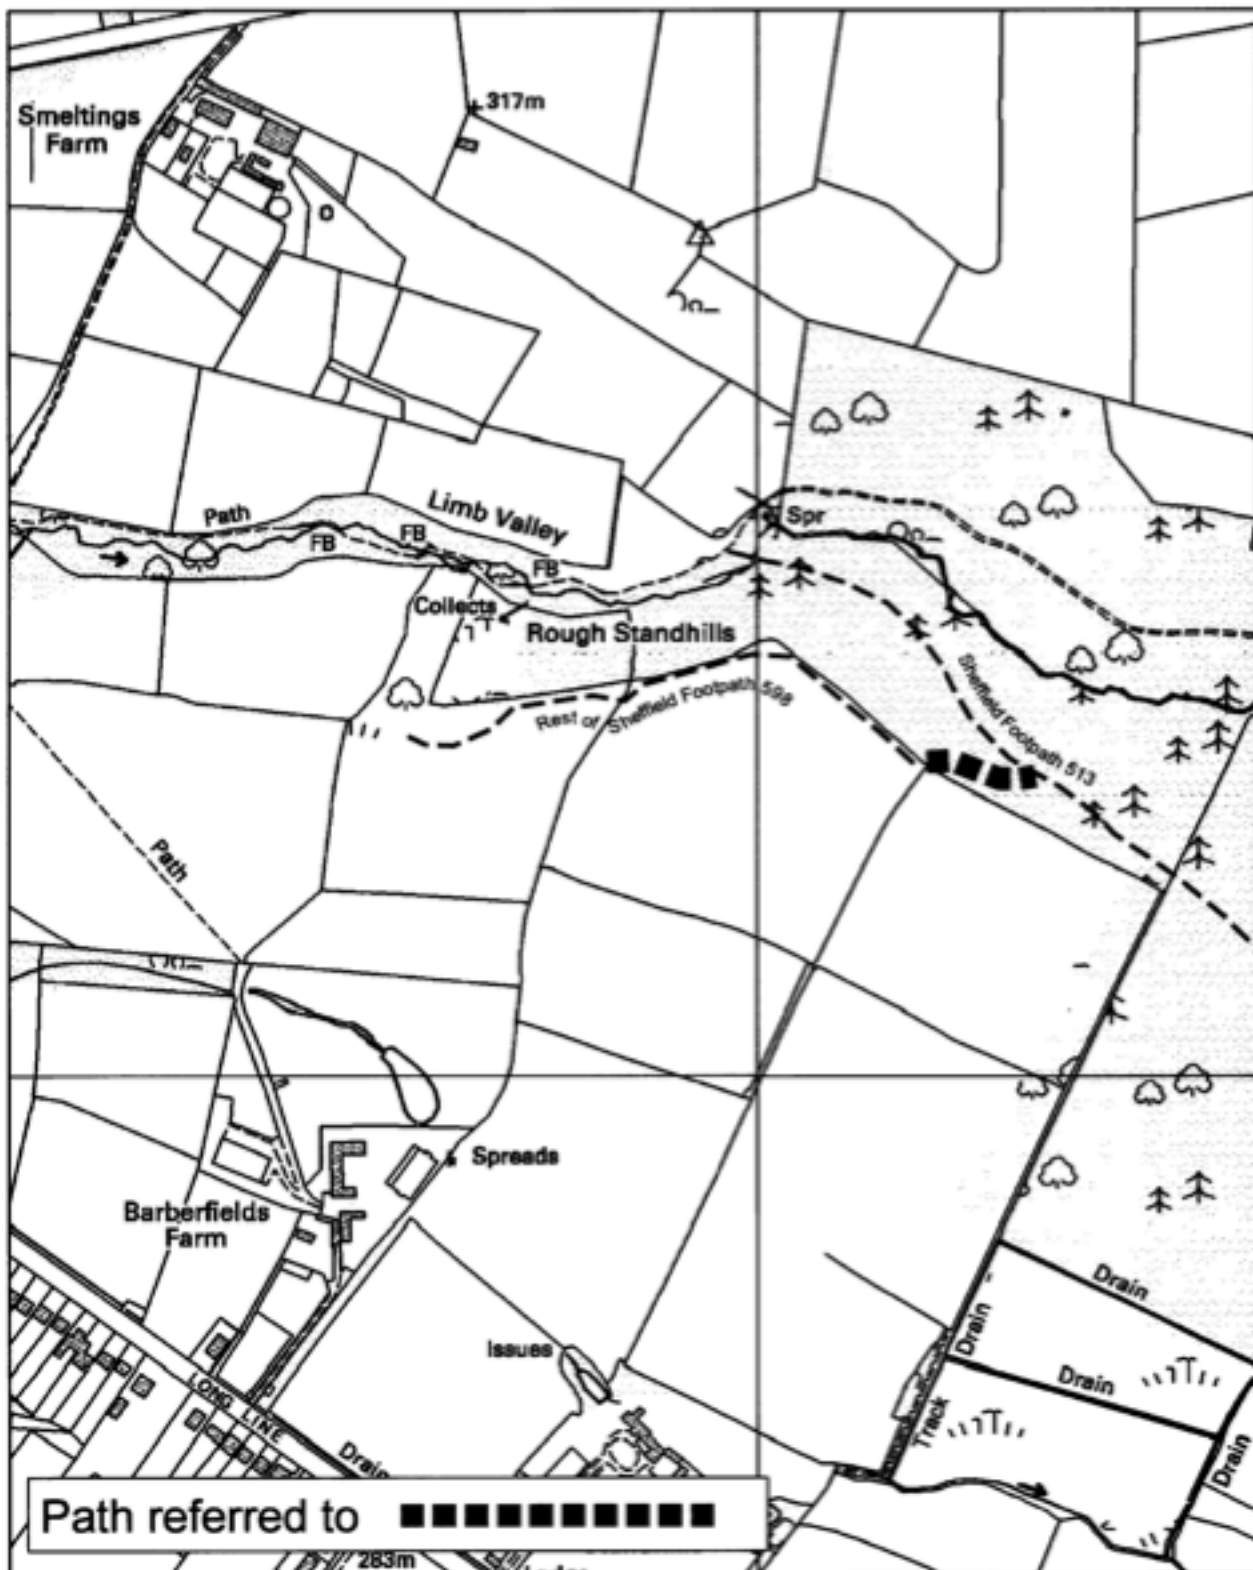 Smeltings
Farm
317m
Path
Limb Valley
FB
FB
FB
Spr
Collects
Rough Standhills
Rest of Sheffield Footpath 598
Sheffield Footpath 513
Path
Spreads
Barberfields
Farm
Issues
LONG LINE
Drain
Drain
Drain
Drain
Track
Drain
Path referred to
283m